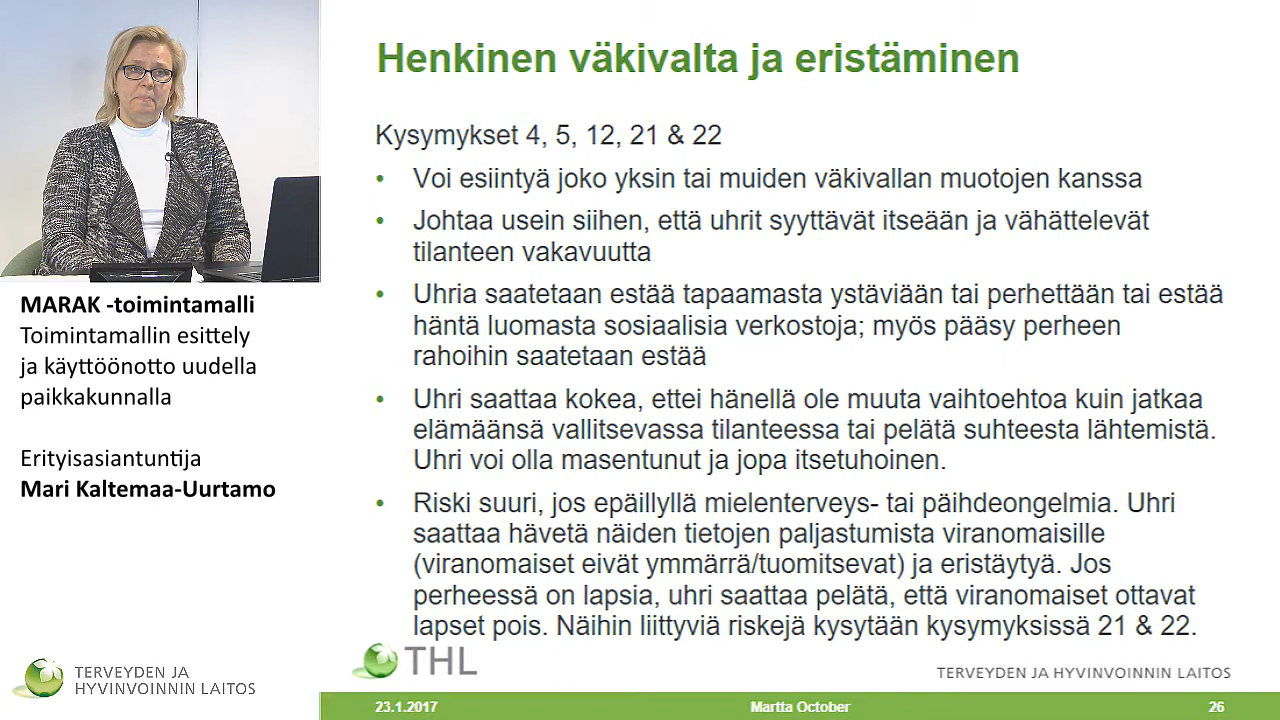 Henkinen väkivalta ja eristäminen
Kysymykset 4, 5, 12, 21 & 22
• Voi esiintyä joko yksin tai muiden väkivallan muotojen kanssa
• Johtaa usein siihen, että uhrit syyttävät itseään ja vähättelevät
tilanteen vakavuutta
• Uhria saatetaan estää tapaamasta ystäviään tai perhettään tai estää
häntä luomasta sosiaalisia verkostoja; myös pääsy perheen
rahoihin saatetaan estää
• Uhri saattaa kokea, ettei hänellä ole muuta vaihtoehtoa kuin jatkaa
elämäänsä vallitsevassa tilanteessa tai pelätä suhteesta lähtemistä.
Uhri voi olla masentunut ja jopa itsetuhoinen.
• Riski suuri, jos epäillyllä mielenterveys- tai päihdeongelmia. Uhri
saattaa hävetä näiden tietojen paljastumista viranomaisille
(viranomaiset eivät ymmärrä/tuomitsevat) ja eristäytyä. Jos
perheessä on lapsia, uhri saattaa pelätä, että viranomaiset ottavat
lapset pois. Näihin liittyviä riskejä kysytään kysymyksissä 21 & 22.
THL
TERVEYDEN JA HYVINVOINNIN LAITOS
23.1.2017 Martta October 26
MARAK -toimintamalli
Toimintamallin esittely
ja käyttöönotto uudella
paikkakunnalla
Erityisasiantuntija
Mari Kaltemaa-Uurtamo
TERVEYDEN JA
HYVINVOINNIN LAITOS